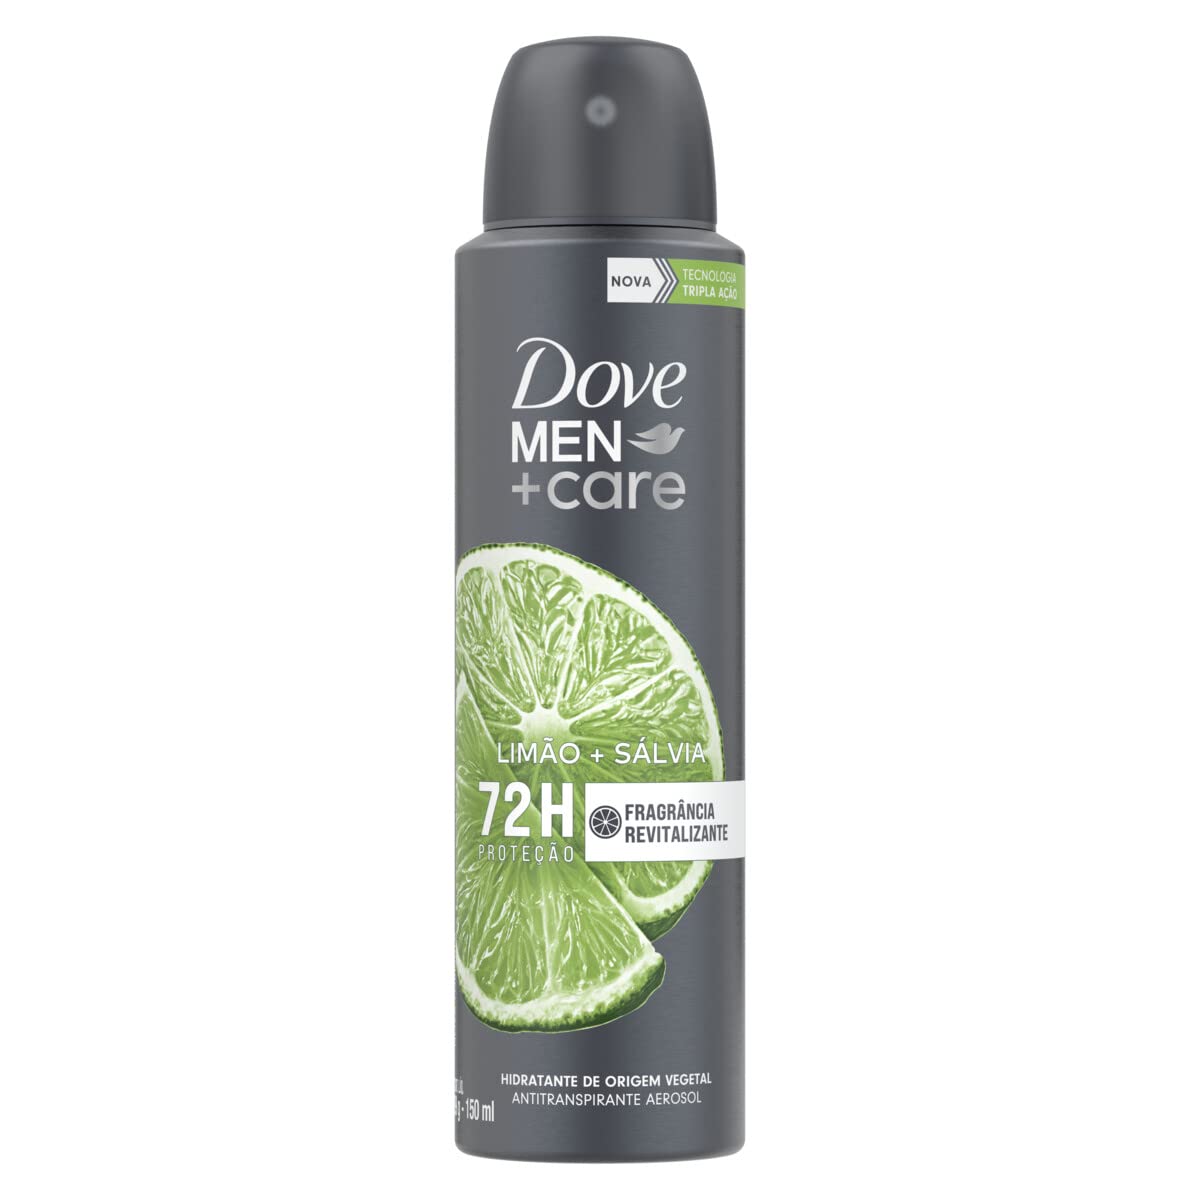 NOVA
TECNOLOGIA
TRIPLA AÇÃO
Dove
MEN
+care
LIMÃO + SÁLVIA
72H
PROTEÇÃO
FRAGRÂNCIA
REVITALIZANTE
HIDRATANTE DE ORIGEM VEGETAL
ANTITRANSPIRANTE AEROSOL
g - 150 ml